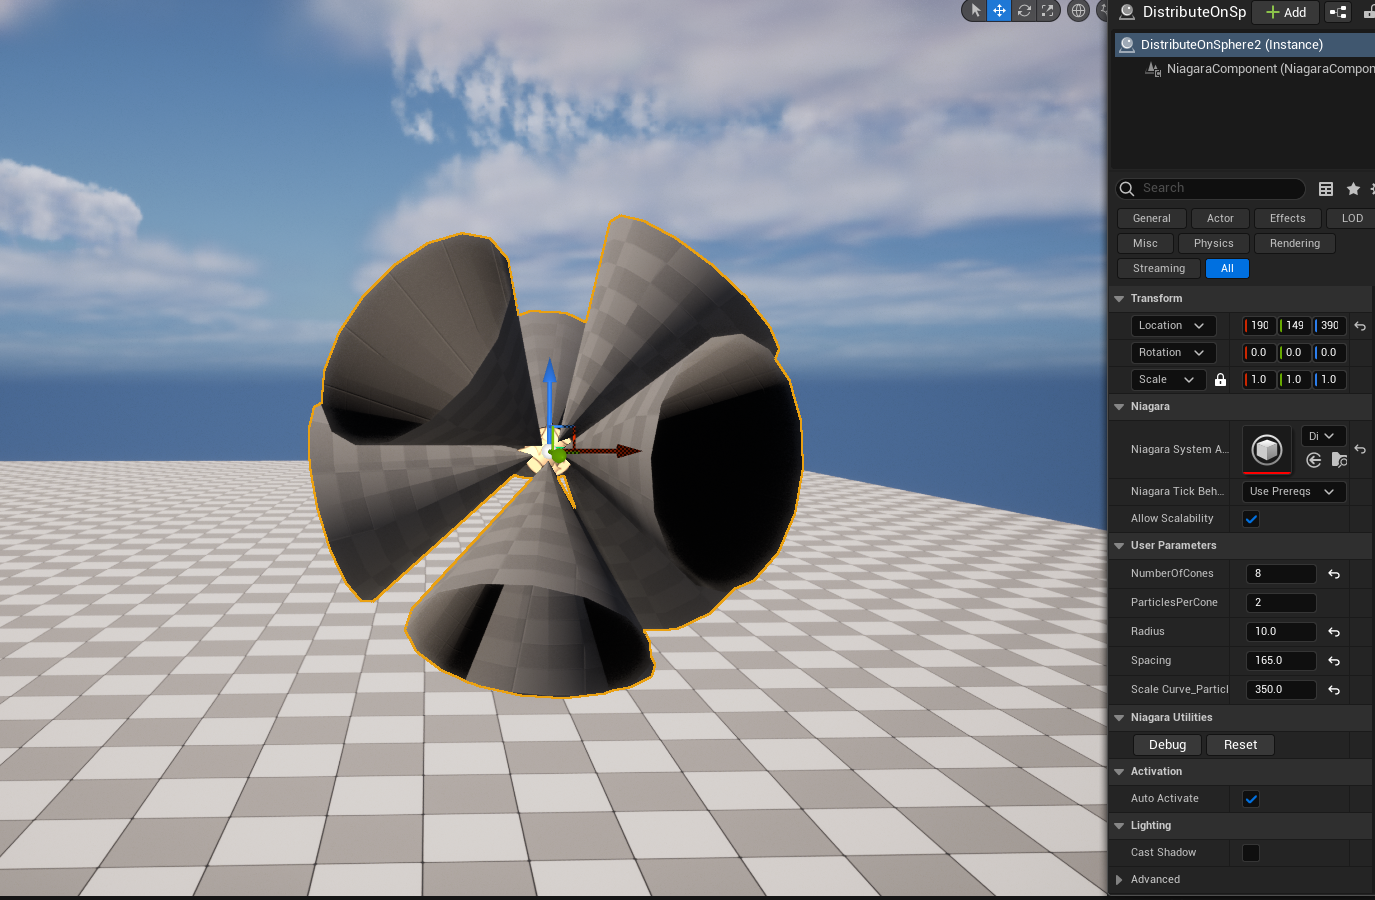 DistributeOnSp
Add
DistributeOnSphere2 (Instance)
NiagaraComponent (NiagaraCompon
Search
General Actor Effects LOD
Misc Physics Rendering
Streaming All
Transform
Location 190 149 390
Rotation 0.0 0.0 0.0
Scale 1.0 1.0 1.0
Niagara
Di
Niagara System A...
Niagara Tick Beh... Use Prereqs
Allow Scalability
User Parameters
NumberOfCones 8
ParticlesPerCone 2
Radius 10.0
Spacing 165.0
Scale Curve_Particl 350.0
Niagara Utilities
Debug Reset
Activation
Auto Activate
Lighting
Cast Shadow
Advanced